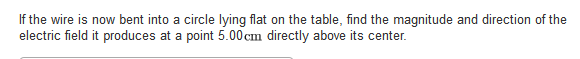 If the wire is now bent into a circle lying flat on the table, find the magnitude and direction of the
electric field it produces at a point 5.00cm directly above its center.